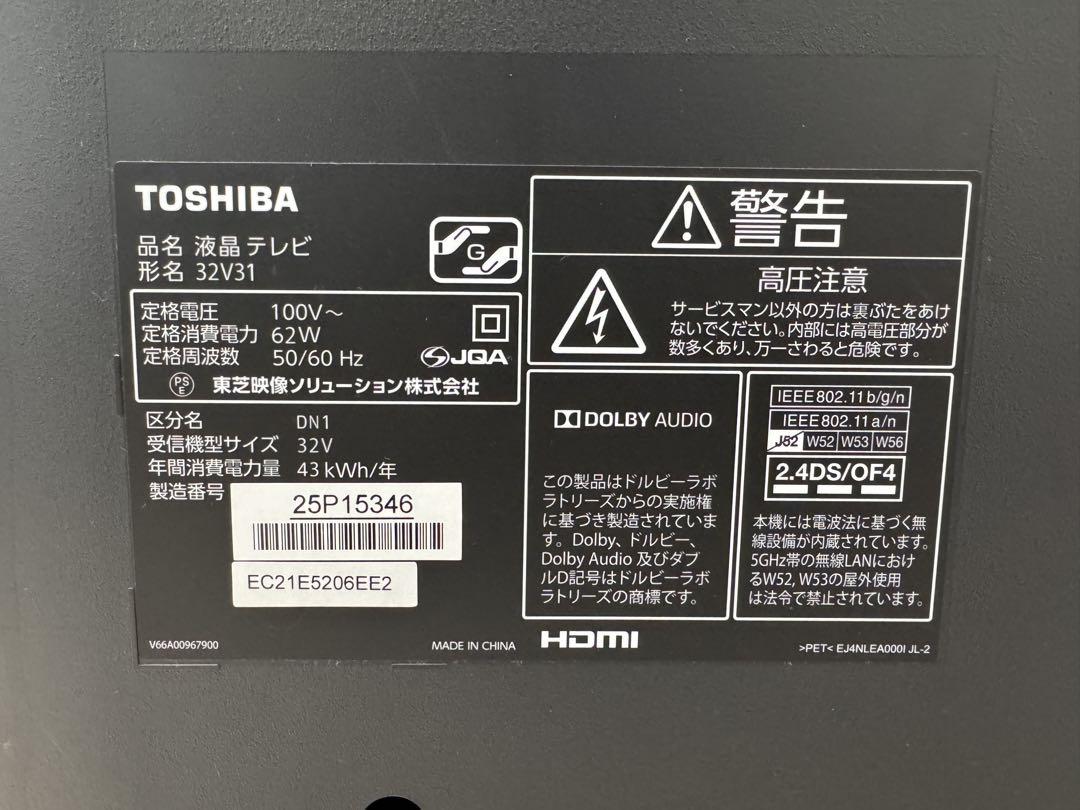 TOSHIBA
品名 液晶テレビ
形名 32V31
G
定格電圧 100V～
定格消費電力 62W
定格周波数 50/60 Hz
JQA
PS
E
東芝映像ソリューション株式会社
区分名 DN1
受信機型サイズ 32V
年間消費電力量 43 kWh/年
製造番号
25P15346
EC21E5206EE2
V66A00967900
MADE IN CHINA
警告
高圧注意
サービスマン以外の方は裏ぶたをあけ
ないでください。内部には高電圧部分が
数多くあり、万一さわると危険です。
DOLBY AUDIO
この製品はドルビーラボ
ラトリーズからの実施権
に基づき製造されていま
す。Dolby、ドルビー、
Dolby Audio 及びダブ
ルD記号はドルビーラボ
ラトリーズの商標です。
IEEE802.11 b/g/n
IEEE802.11 a/n
J52 W52 W53 W56
2.4DS/OF4
本機には電波法に基づく無
線設備が内蔵されています。
5GHz帯の無線LANにおけ
るW52, W53の屋外使用
は法令で禁止されています。
HDMI
>PET< EJ4NLEA000I JL-2